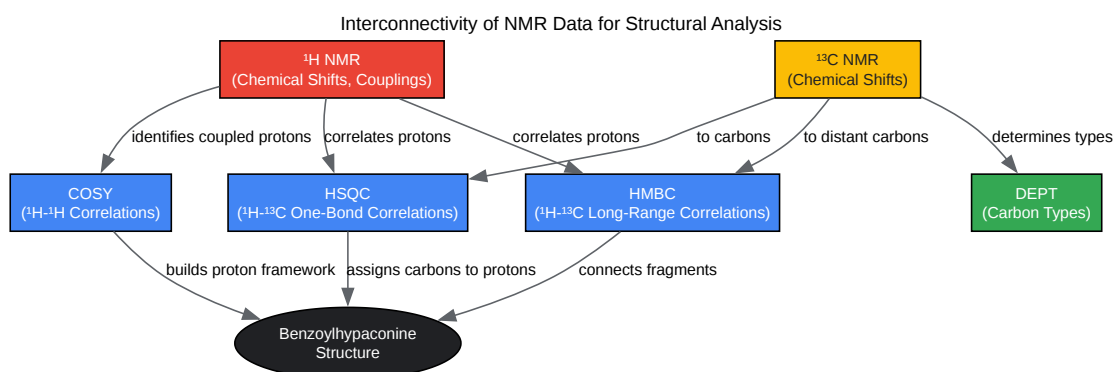 Interconnectivity of NMR Data for Structural Analysis
¹H NMR
(Chemical Shifts, Couplings)
¹³C NMR
(Chemical Shifts)
identifies coupled protons
correlates protons
correlates protons
to carbons
to distant carbons
determines types
COSY
(¹H-¹H Correlations)
HSQC
(¹H-¹³C One-Bond Correlations)
HMBC
(¹H-¹³C Long-Range Correlations)
DEPT
(Carbon Types)
builds proton framework
assigns carbons to protons
connects fragments
Benzoylhypaconine
Structure